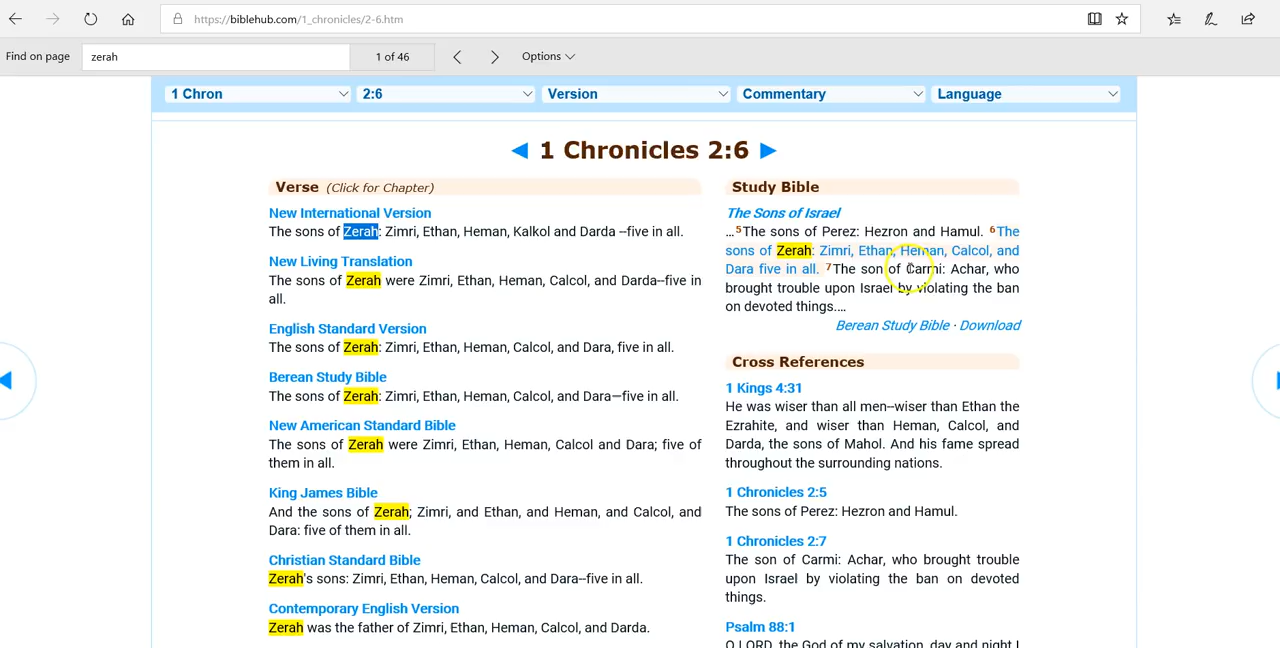 https://biblehub.com/1_chronicles/2-6.htm
Find on page
zerah
1 of 46
Options
1 Chron
2:6
Version
Commentary
Language
1 Chronicles 2:6
Verse (Click for Chapter)
New International Version
The sons of Zerah: Zimri, Ethan, Heman, Kalkol and Darda --five in all.
New Living Translation
The sons of Zerah were Zimri, Ethan, Heman, Calcol, and Darda--five in
all.
English Standard Version
The sons of Zerah: Zimri, Ethan, Heman, Calcol, and Dara, five in all.
Berean Study Bible
The sons of Zerah: Zimri, Ethan, Heman, Calcol, and Dara—five in all.
New American Standard Bible
The sons of Zerah were Zimri, Ethan, Heman, Calcol and Dara; five of
them in all.
King James Bible
And the sons of Zerah; Zimri, and Ethan, and Heman, and Calcol, and
Dara: five of them in all.
Christian Standard Bible
Zerah's sons: Zimri, Ethan, Heman, Calcol, and Dara--five in all.
Contemporary English Version
Zerah was the father of Zimri, Ethan, Heman, Calcol, and Darda.
Study Bible
The Sons of Israel
…5The sons of Perez: Hezron and Hamul. 6The
sons of Zerah: Zimri, Ethan, Heman, Calcol, and
Dara five in all. 7The son of Carmi: Achar, who
brought trouble upon Israel by violating the ban
on devoted things.…
Berean Study Bible · Download
Cross References
1 Kings 4:31
He was wiser than all men--wiser than Ethan the
Ezrahite, and wiser than Heman, Calcol, and
Darda, the sons of Mahol. And his fame spread
throughout the surrounding nations.
1 Chronicles 2:5
The sons of Perez: Hezron and Hamul.
1 Chronicles 2:7
The son of Carmi: Achar, who brought trouble
upon Israel by violating the ban on devoted
things.
Psalm 88:1
O LORD, the God of my salvation, day and night I